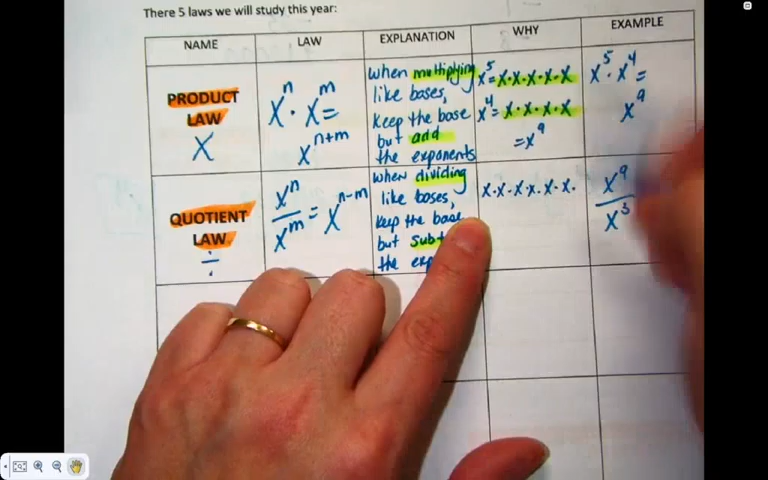 There 5 laws we will study this year:
NAME LAW EXPLANATION WHY EXAMPLE
PRODUCT
LAW
X
xⁿ · xᵐ =
xⁿ⁺ᵐ
when multiplying
like bases,
keep the base
but add
the exponents
x⁵ = x·x·x·x·x
x⁴ = x·x·x·x
= x⁹
x⁵ · x⁴ =
x⁹
QUOTIENT
LAW
÷
xⁿ/xᵐ = xⁿ⁻ᵐ
when dividing
like bases,
keep the base
but
the
x·x·x·x·x·x·
x⁹
x³